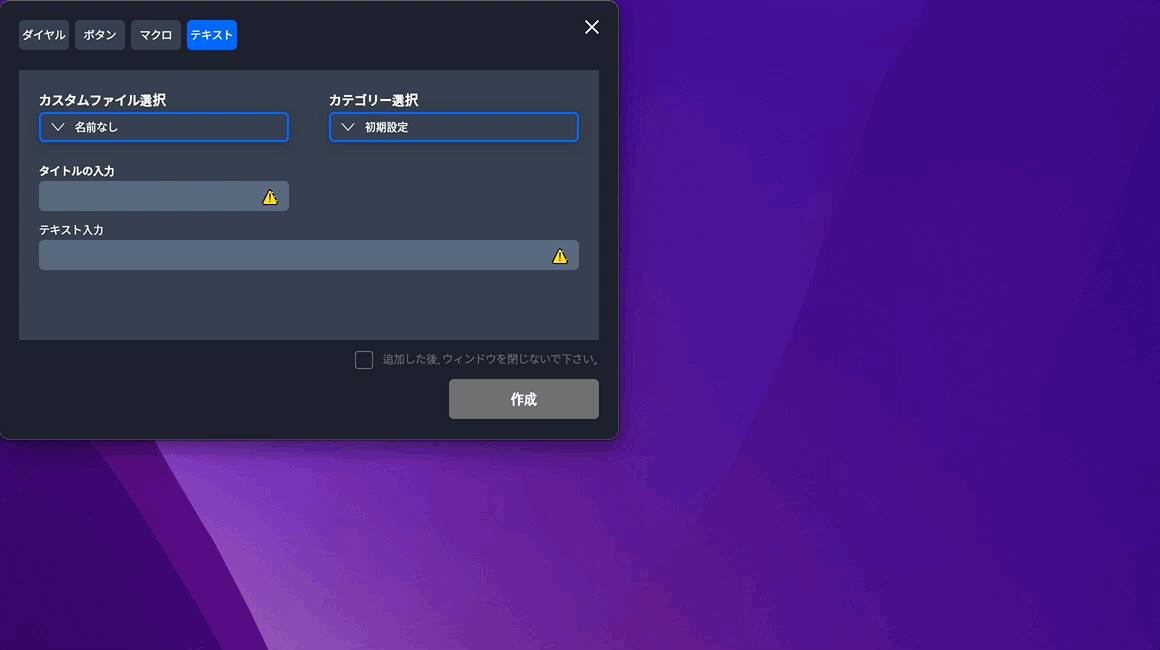 ダイヤル ボタン マクロ テキスト
カスタムファイル選択 カテゴリー選択
名前なし 初期設定
タイトルの入力
テキスト入力
追加した後、ウィンドウを閉じないで下さい。
作成